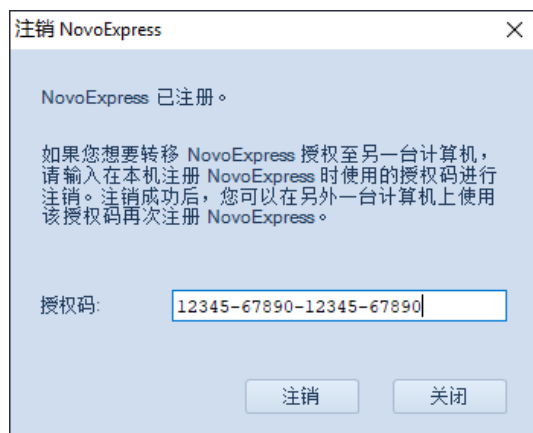 注销 NovoExpress
NovoExpress 已注册。
如果您想要转移 NovoExpress 授权至另一台计算机，
请输入在本机注册 NovoExpress 时使用的授权码进行
注销。注销成功后，您可以在另外一台计算机上使用
该授权码再次注册 NovoExpress。
授权码: 12345-67890-12345-67890
注销 关闭